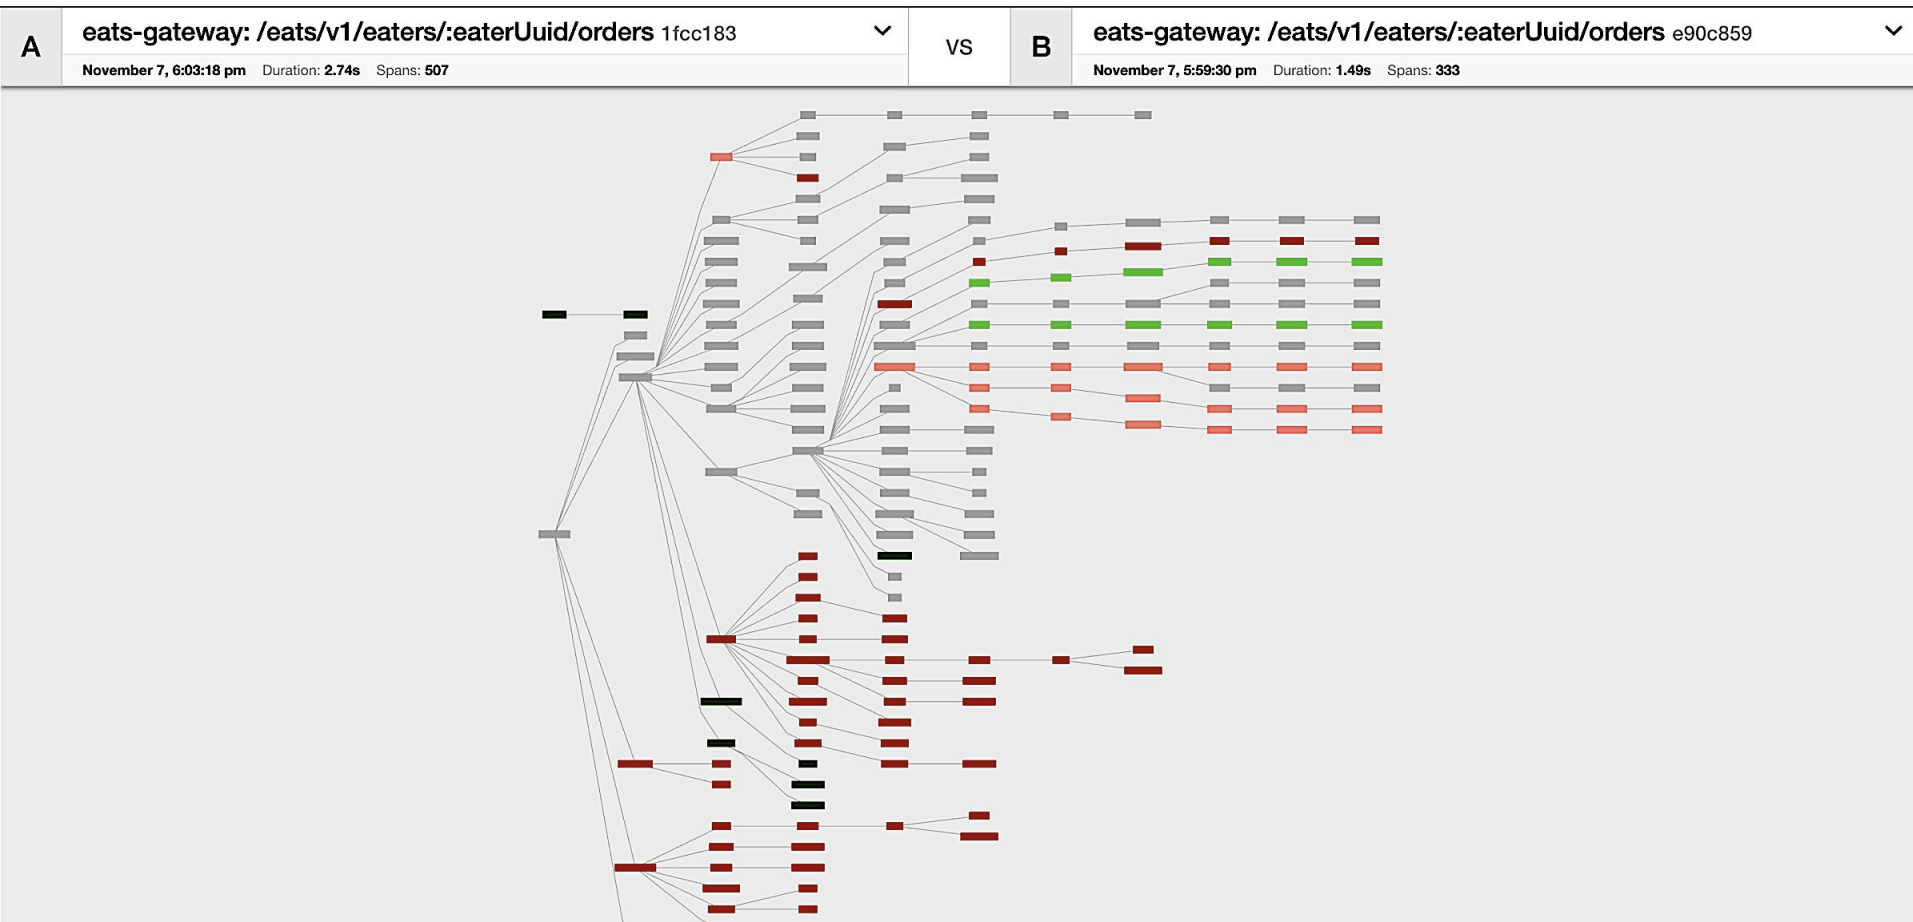 A
eats-gateway: /eats/v1/eaters/:eaterUuid/orders 1fcc183
November 7, 6:03:18 pm Duration: 2.74s Spans: 507
VS
B
eats-gateway: /eats/v1/eaters/:eaterUuid/orders e90c859
November 7, 5:59:30 pm Duration: 1.49s Spans: 333